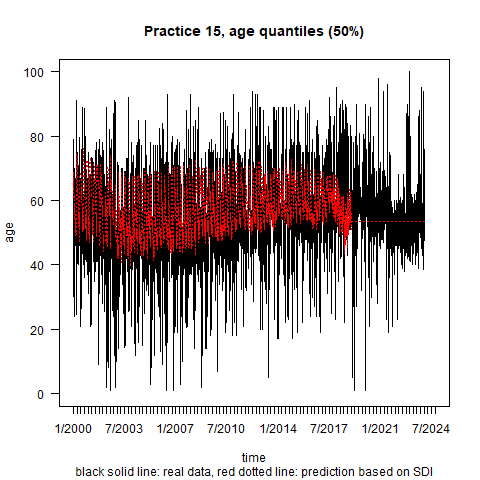 Practice 15, age quantiles (50%)
100
80
60
40
20
0
age
1/2000 7/2003 1/2007 7/2010 1/2014 7/2017 1/2021 7/2024
time
black solid line: real data, red dotted line: prediction based on SDI